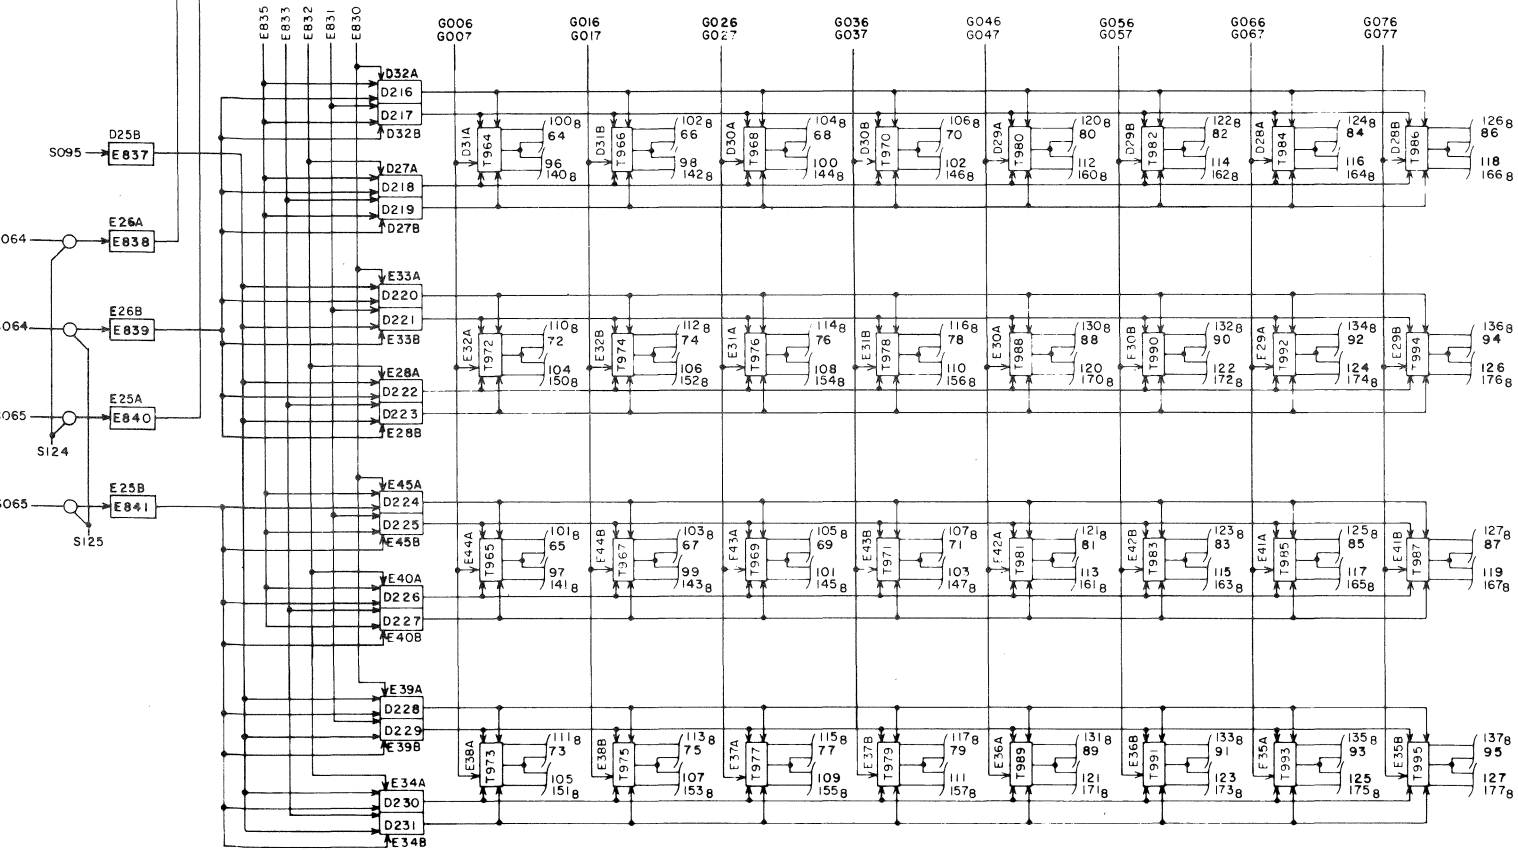 E835 E833 E832 E831 E830
G006 G016 G026 G036 G046 G056 G066 G076
G007 G017 G027 G037 G047 G057 G067 G077
D32A
D216
D217
D32B
D31A T964 100₈ 64 96 140₈
D31B T966 102₈ 66 98 142₈
D30A T968 104₈ 68 100 144₈
D30B T970 106₈ 70 102 146₈
D29A T980 120₈ 80 112 160₈
D29B T982 122₈ 82 114 162₈
D28A T984 124₈ 84 116 164₈
D28B T986 126₈ 86 118 166₈
D25B
S095 E837
D27A
D218
D219
D27B
E26A
064 E838
E33A
D220
D221
E33B
E26B
064 E839
E32A T972 110₈ 72 104 150₈
E32B T974 112₈ 74 106 152₈
E31A T976 114₈ 76 108 154₈
E31B T978 116₈ 78 110 156₈
E30A T988 130₈ 88 120 170₈
E30B T990 132₈ 90 122 172₈
E29A T992 134₈ 92 124 174₈
E29B T994 136₈ 94 126 176₈
E28A
D222
D223
E28B
E25A
065 E840
S124
E45A
D224
D225
E45B
E25B
S065 E841
S125
E44A T965 101₈ 65 97 141₈
E44B T967 103₈ 67 99 143₈
E43A T969 105₈ 69 101 145₈
E43B T971 107₈ 71 103 147₈
E42A T981 121₈ 81 113 161₈
E42B T983 123₈ 83 115 163₈
E41A T985 125₈ 85 117 165₈
E41B T987 127₈ 87 119 167₈
E40A
D226
D227
E40B
E39A
D228
D229
E39B
E38A T973 111₈ 73 105 151₈
E38B T975 113₈ 75 107 153₈
E37A T977 115₈ 77 109 155₈
E37B T979 117₈ 79 111 157₈
E36A T989 131₈ 89 121 171₈
E36B T991 133₈ 91 123 173₈
E35A T993 135₈ 93 125 175₈
E35B T995 137₈ 95 127 177₈
E34A
D230
D231
E34B